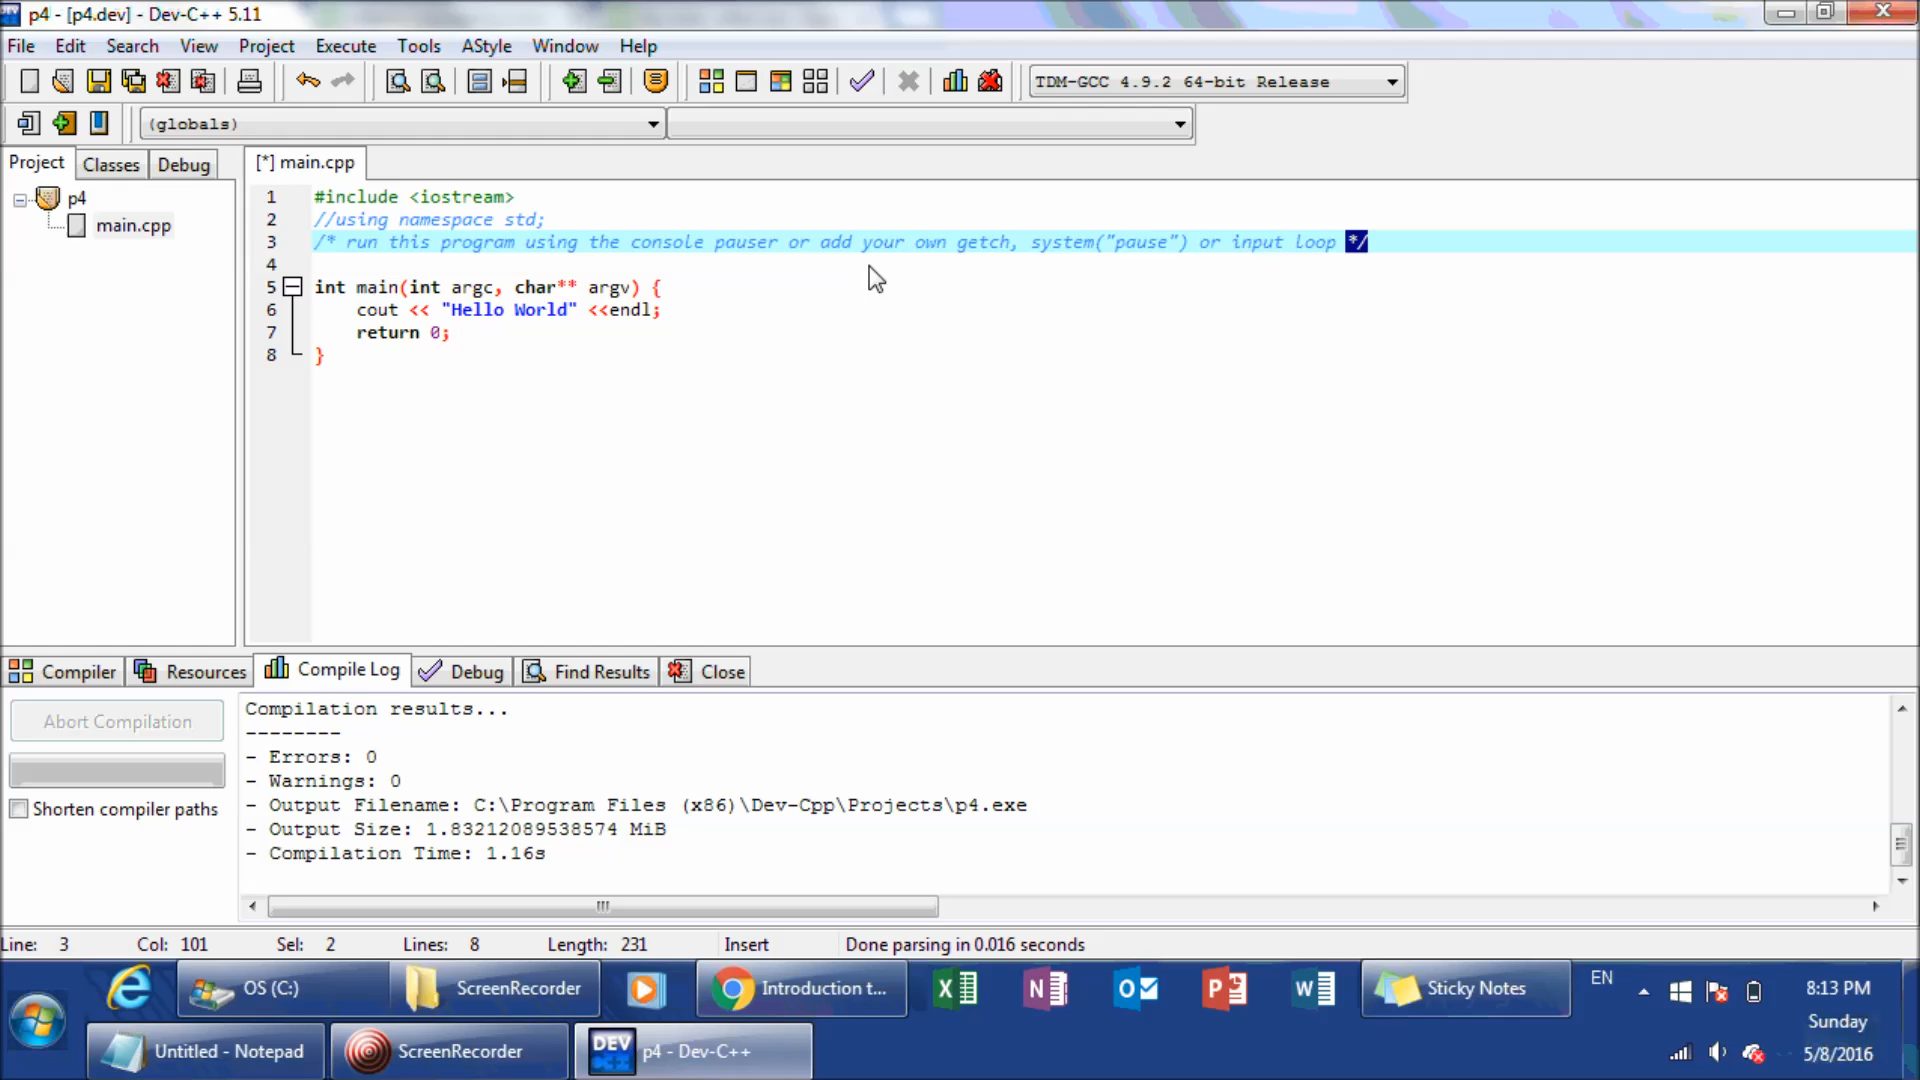 p4 - [p4.dev] - Dev-C++ 5.11
File Edit Search View Project Execute Tools AStyle Window Help
TDM-GCC 4.9.2 64-bit Release
(globals)
Project Classes Debug
[*] main.cpp
p4
main.cpp
1 #include <iostream>
2 //using namespace std;
3 /* run this program using the console pauser or add your own getch, system("pause") or input loop */
4
5 int main(int argc, char** argv) {
6 cout << "Hello World" <<endl;
7 return 0;
8 }
Compiler Resources Compile Log Debug Find Results Close
Abort Compilation
Shorten compiler paths
Compilation results...
--------
- Errors: 0
- Warnings: 0
- Output Filename: C:\Program Files (x86)\Dev-Cpp\Projects\p4.exe
- Output Size: 1.83212089538574 MiB
- Compilation Time: 1.16s
Line: 3 Col: 101 Sel: 2 Lines: 8 Length: 231 Insert Done parsing in 0.016 seconds
OS (C:) ScreenRecorder Introduction t... Sticky Notes EN
8:13 PM
Sunday
5/8/2016
Untitled - Notepad ScreenRecorder DEV C++ p4 - Dev-C++